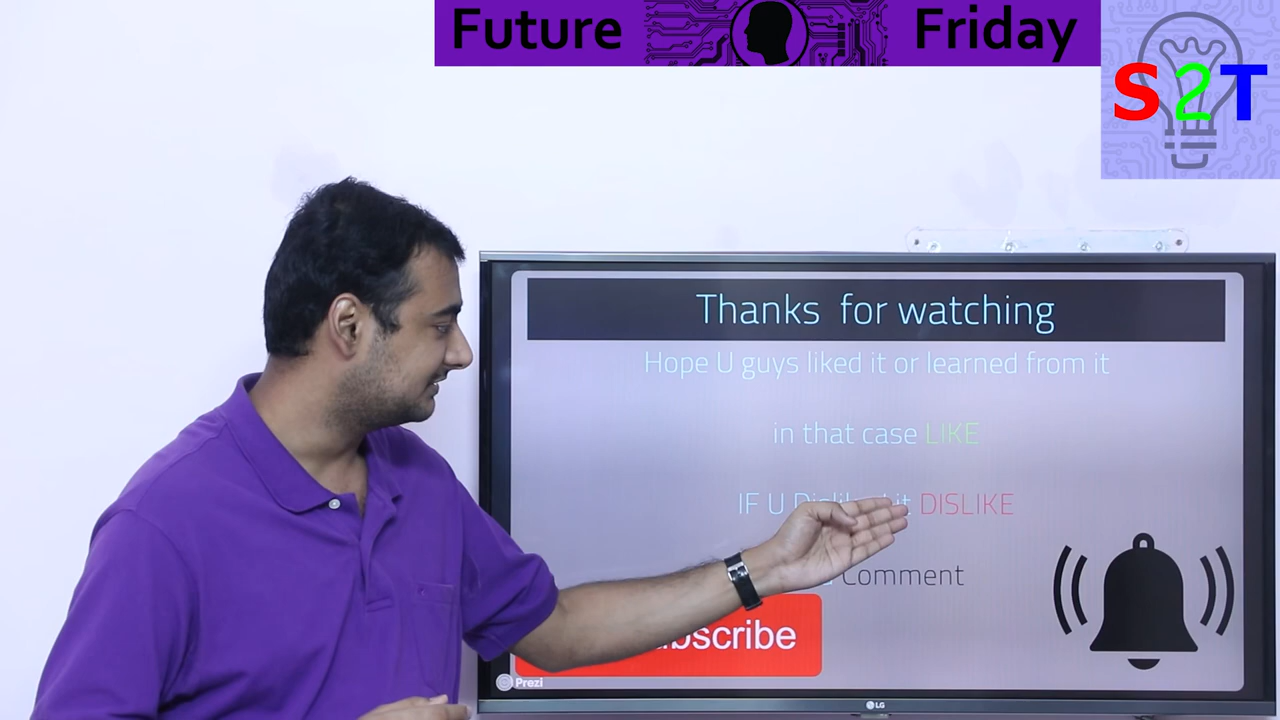 Future Friday
S2T
Thanks for watching
Hope U guys liked it or learned from it
in that case LIKE
IF U it DISLIKE
Comment
Prezi
LG